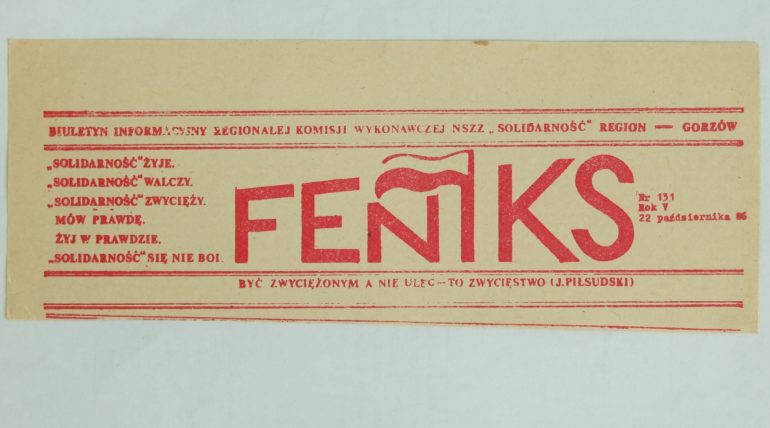 BIULETYN INFORMACYJNY REGIONALEJ KOMISJI WYKONAWCZEJ NSZZ „SOLIDARNOŚĆ" REGION — GORZÓW
„SOLIDARNOŚĆ" ŻYJE.
„SOLIDARNOŚĆ" WALCZY.
„SOLIDARNOŚĆ" ZWYCIĘŻY.
MÓW PRAWDĘ.
ŻYJ W PRAWDZIE.
„SOLIDARNOŚĆ" SIĘ NIE BOI.
FENIKS
Nr 131
Rok V
22 października 86
BYĆ ZWYCIĘŻONYM A NIE ULEC – TO ZWYCIĘSTWO (J.PIŁSUDSKI)